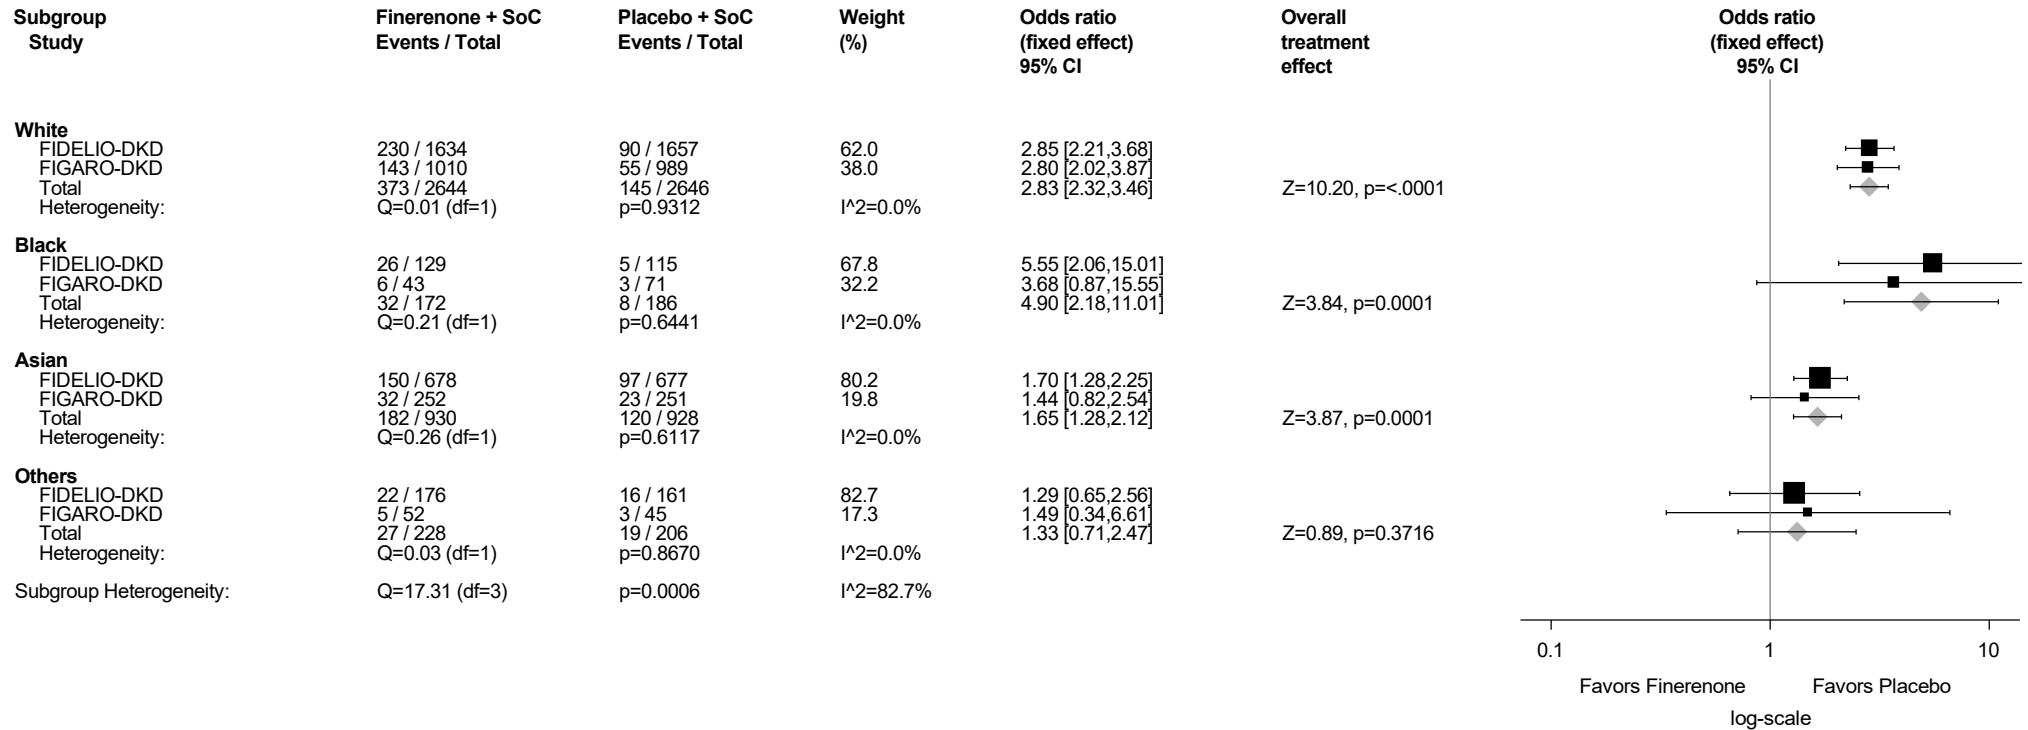 Subgroup Finerenone + SoC Placebo + SoC Weight Odds ratio Overall Odds ratio
Study Events / Total Events / Total (%) (fixed effect) treatment (fixed effect)
95% CI effect 95% CI
White
FIDELIO-DKD 230 / 1634 90 / 1657 62.0 2.85 [2.21,3.68]
FIGARO-DKD 143 / 1010 55 / 989 38.0 2.80 [2.02,3.87]
Total 373 / 2644 145 / 2646 2.83 [2.32,3.46] Z=10.20, p=<.0001
Heterogeneity: Q=0.01 (df=1) p=0.9312 I^2=0.0%
Black
FIDELIO-DKD 26 / 129 5 / 115 67.8 5.55 [2.06,15.01]
FIGARO-DKD 6 / 43 3 / 71 32.2 3.68 [0.87,15.55]
Total 32 / 172 8 / 186 4.90 [2.18,11.01] Z=3.84, p=0.0001
Heterogeneity: Q=0.21 (df=1) p=0.6441 I^2=0.0%
Asian
FIDELIO-DKD 150 / 678 97 / 677 80.2 1.70 [1.28,2.25]
FIGARO-DKD 32 / 252 23 / 251 19.8 1.44 [0.82,2.54]
Total 182 / 930 120 / 928 1.65 [1.28,2.12] Z=3.87, p=0.0001
Heterogeneity: Q=0.26 (df=1) p=0.6117 I^2=0.0%
Others
FIDELIO-DKD 22 / 176 16 / 161 82.7 1.29 [0.65,2.56]
FIGARO-DKD 5 / 52 3 / 45 17.3 1.49 [0.34,6.61]
Total 27 / 228 19 / 206 1.33 [0.71,2.47] Z=0.89, p=0.3716
Heterogeneity: Q=0.03 (df=1) p=0.8670 I^2=0.0%
Subgroup Heterogeneity: Q=17.31 (df=3) p=0.0006 I^2=82.7%
0.1 1 10
Favors Finerenone Favors Placebo
log-scale